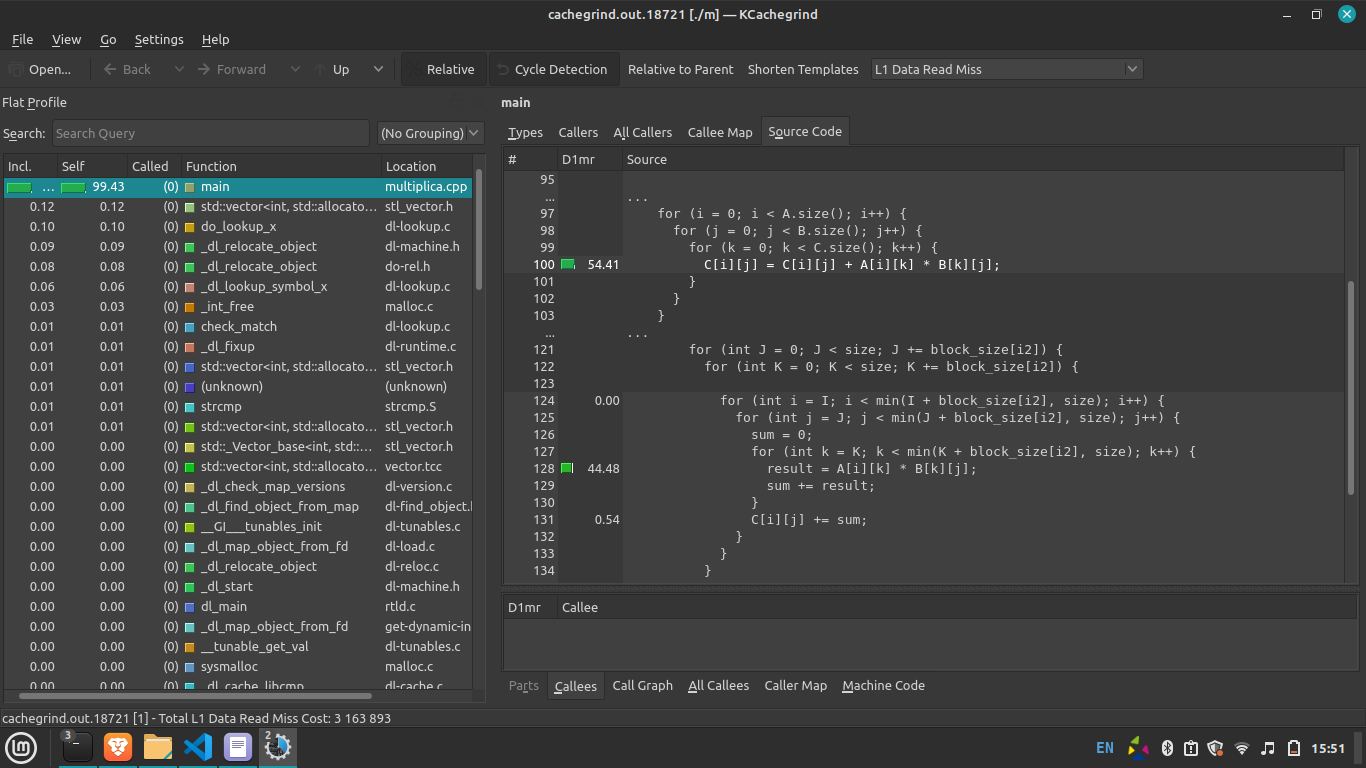 cachegrind.out.18721 [./m] — KCachegrind
File View Go Settings Help
Open... Back Forward Up Relative Cycle Detection Relative to Parent Shorten Templates L1 Data Read Miss
Flat Profile
Search: Search Query (No Grouping)
Incl. Self Called Function Location
... 99.43 (0) main multiplica.cpp
0.12 0.12 (0) std::vector<int, std::allocato... stl_vector.h
0.10 0.10 (0) do_lookup_x dl-lookup.c
0.09 0.09 (0) _dl_relocate_object dl-machine.h
0.08 0.08 (0) _dl_relocate_object do-rel.h
0.06 0.06 (0) _dl_lookup_symbol_x dl-lookup.c
0.03 0.03 (0) _int_free malloc.c
0.01 0.01 (0) check_match dl-lookup.c
0.01 0.01 (0) _dl_fixup dl-runtime.c
0.01 0.01 (0) std::vector<int, std::allocato... stl_vector.h
0.01 0.01 (0) (unknown) (unknown)
0.01 0.01 (0) strcmp strcmp.S
0.01 0.01 (0) std::vector<int, std::allocato... stl_vector.h
0.00 0.00 (0) std::_Vector_base<int, std::... stl_vector.h
0.00 0.00 (0) std::vector<int, std::allocato... vector.tcc
0.00 0.00 (0) _dl_check_map_versions dl-version.c
0.00 0.00 (0) _dl_find_object_from_map dl-find_object.
0.00 0.00 (0) __GI___tunables_init dl-tunables.c
0.00 0.00 (0) _dl_map_object_from_fd dl-load.c
0.00 0.00 (0) _dl_relocate_object dl-reloc.c
0.00 0.00 (0) _dl_start dl-machine.h
0.00 0.00 (0) dl_main rtld.c
0.00 0.00 (0) _dl_map_object_from_fd get-dynamic-in
0.00 0.00 (0) __tunable_get_val dl-tunables.c
0.00 0.00 (0) sysmalloc malloc.c
0.00 0.00 (0) _dl_cache_libcmp dl-cache.c
main
Types Callers All Callers Callee Map Source Code
# D1mr Source
95
... ...
97 for (i = 0; i < A.size(); i++) {
98 for (j = 0; j < B.size(); j++) {
99 for (k = 0; k < C.size(); k++) {
100 54.41 C[i][j] = C[i][j] + A[i][k] * B[k][j];
101 }
102 }
103 }
... ...
121 for (int J = 0; J < size; J += block_size[i2]) {
122 for (int K = 0; K < size; K += block_size[i2]) {
123
124 0.00 for (int i = I; i < min(I + block_size[i2], size); i++) {
125 for (int j = J; j < min(J + block_size[i2], size); j++) {
126 sum = 0;
127 for (int k = K; k < min(K + block_size[i2], size); k++) {
128 44.48 result = A[i][k] * B[k][j];
129 sum += result;
130 }
131 0.54 C[i][j] += sum;
132 }
133 }
134 }
D1mr Callee
Parts Callees Call Graph All Callees Caller Map Machine Code
cachegrind.out.18721 [1] - Total L1 Data Read Miss Cost: 3 163 893
3 2 EN 15:51